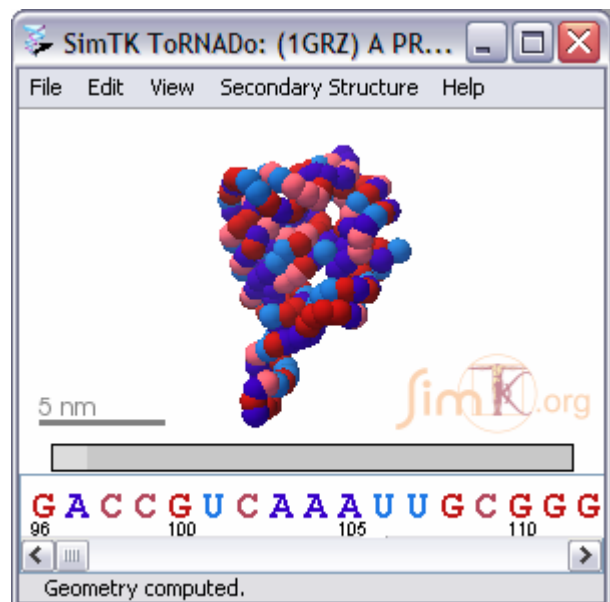 SimTK ToRNADo: (1GRZ) A PR...
File Edit View Secondary Structure Help
5 nm
SimTK.org
G A C C G U C A A A U U G C G G G
96 100 105 110
Geometry computed.